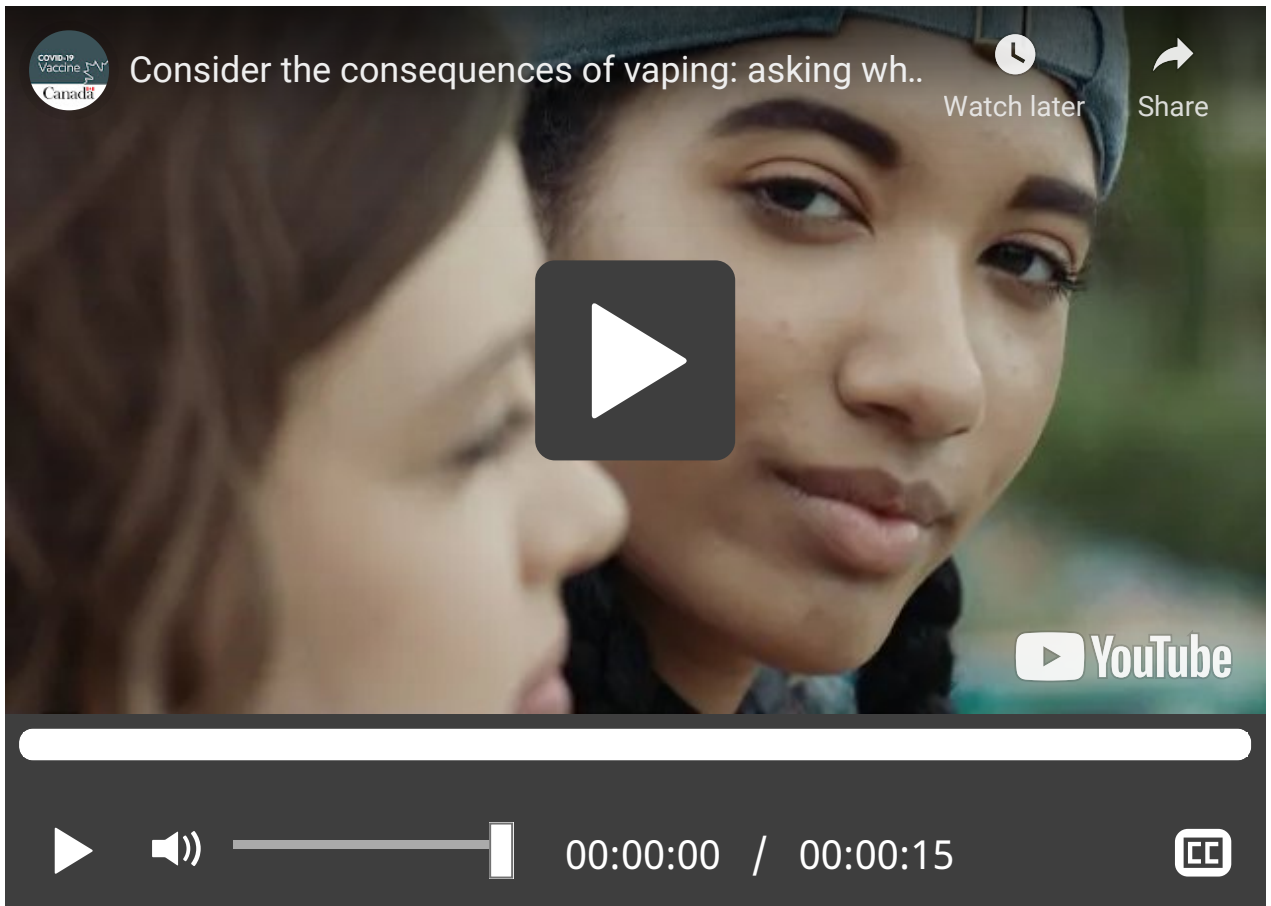 COVID-19
Vaccine
Canada
Consider the consequences of vaping: asking wh..
Watch later
Share
YouTube
00:00:00 / 00:00:15
CC